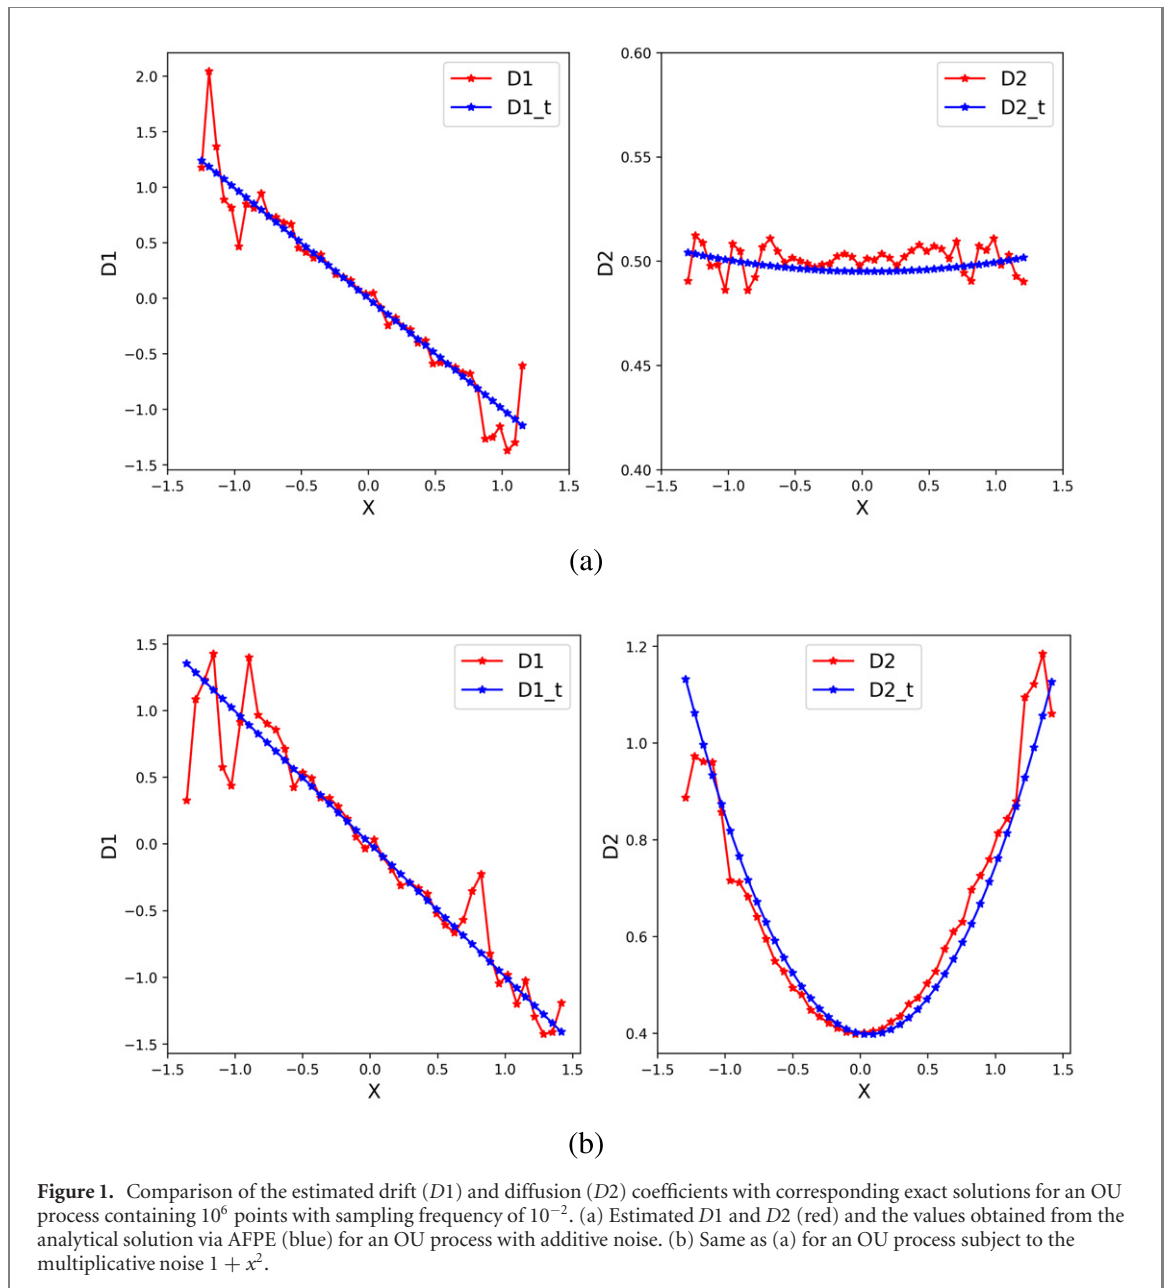 2.0
1.5
1.0
0.5
0.0
−0.5
−1.0
−1.5
D1
D1
D1_t
−1.5 −1.0 −0.5 0.0 0.5 1.0 1.5
X
0.60
0.55
0.50
0.45
0.40
D2
D2
D2_t
−1.5 −1.0 −0.5 0.0 0.5 1.0 1.5
X
(a)
1.5
1.0
0.5
0.0
−0.5
−1.0
−1.5
D1
D1
D1_t
−1.5 −1.0 −0.5 0.0 0.5 1.0 1.5
X
1.2
1.0
0.8
0.6
0.4
D2
D2
D2_t
−1.5 −1.0 −0.5 0.0 0.5 1.0 1.5
X
(b)
Figure 1. Comparison of the estimated drift (D1) and diffusion (D2) coefficients with corresponding exact solutions for an OU
process containing 10⁶ points with sampling frequency of 10⁻². (a) Estimated D1 and D2 (red) and the values obtained from the
analytical solution via AFPE (blue) for an OU process with additive noise. (b) Same as (a) for an OU process subject to the
multiplicative noise 1 + x².